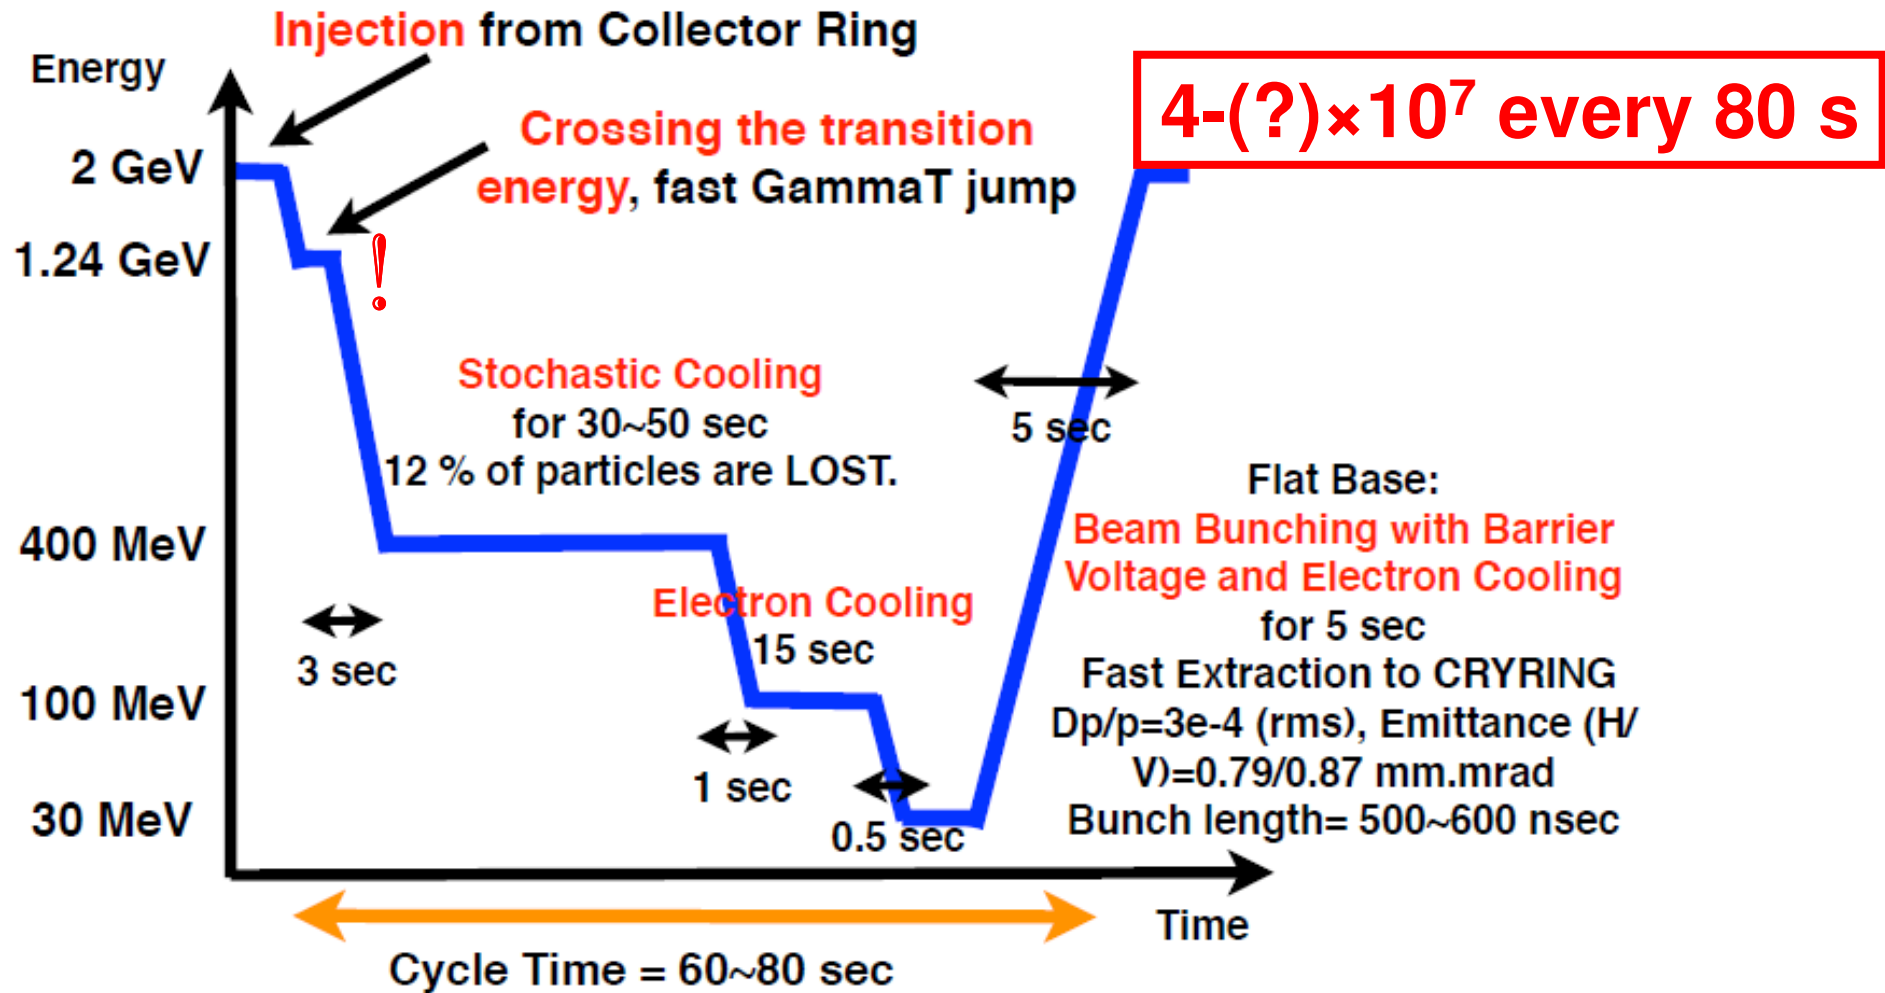 Injection from Collector Ring
Energy
4-(?)×10⁷ every 80 s
Crossing the transition
energy, fast GammaT jump
2 GeV
1.24 GeV
!
Stochastic Cooling
for 30~50 sec
12 % of particles are LOST.
5 sec
Flat Base:
Beam Bunching with Barrier
Voltage and Electron Cooling
for 5 sec
Fast Extraction to CRYRING
Dp/p=3e-4 (rms), Emittance (H/
V)=0.79/0.87 mm.mrad
Bunch length= 500~600 nsec
400 MeV
Electron Cooling
15 sec
3 sec
100 MeV
1 sec
30 MeV
0.5 sec
Time
Cycle Time = 60~80 sec